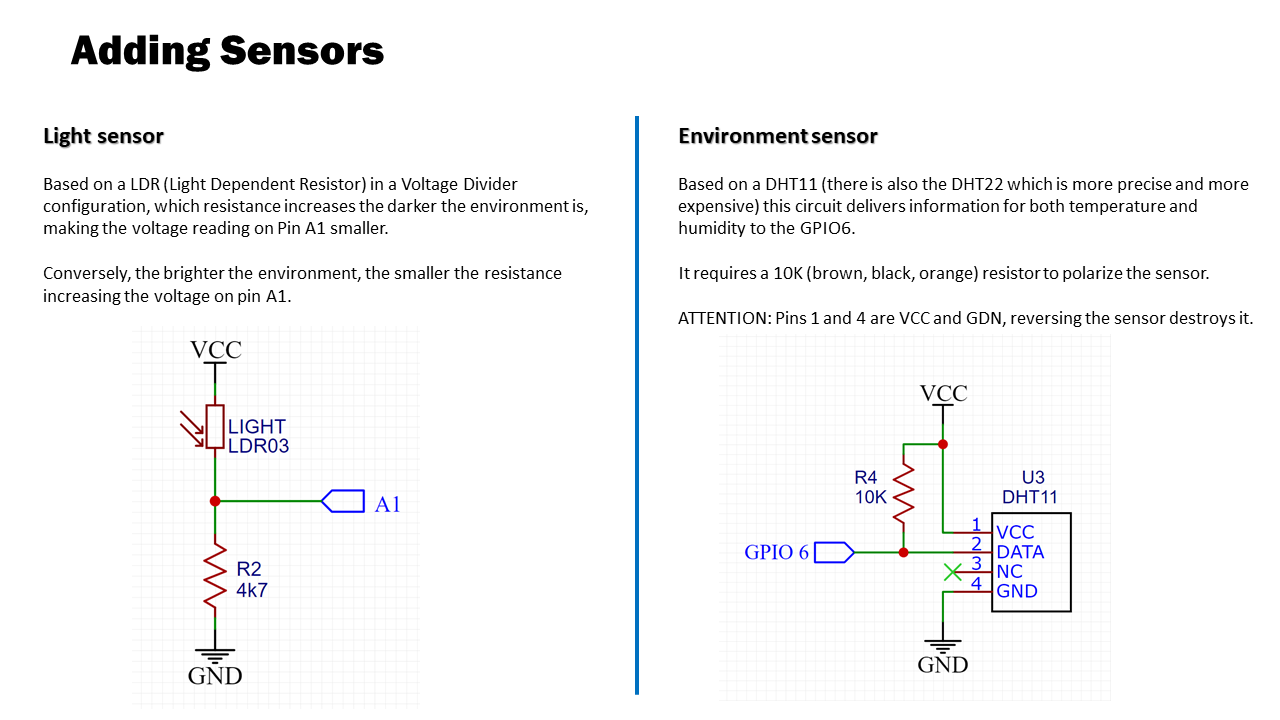 Adding Sensors
Light sensor
Based on a LDR (Light Dependent Resistor) in a Voltage Divider
configuration, which resistance increases the darker the environment is,
making the voltage reading on Pin A1 smaller.
Conversely, the brighter the environment, the smaller the resistance
increasing the voltage on pin A1.
VCC
LIGHT
LDR03
A1
R2
4k7
GND
Environment sensor
Based on a DHT11 (there is also the DHT22 which is more precise and more
expensive) this circuit delivers information for both temperature and
humidity to the GPIO6.
It requires a 10K (brown, black, orange) resistor to polarize the sensor.
ATTENTION: Pins 1 and 4 are VCC and GDN, reversing the sensor destroys it.
VCC
R4
10K
U3
DHT11
1 VCC
GPIO 6
2 DATA
3 NC
4 GND
GND